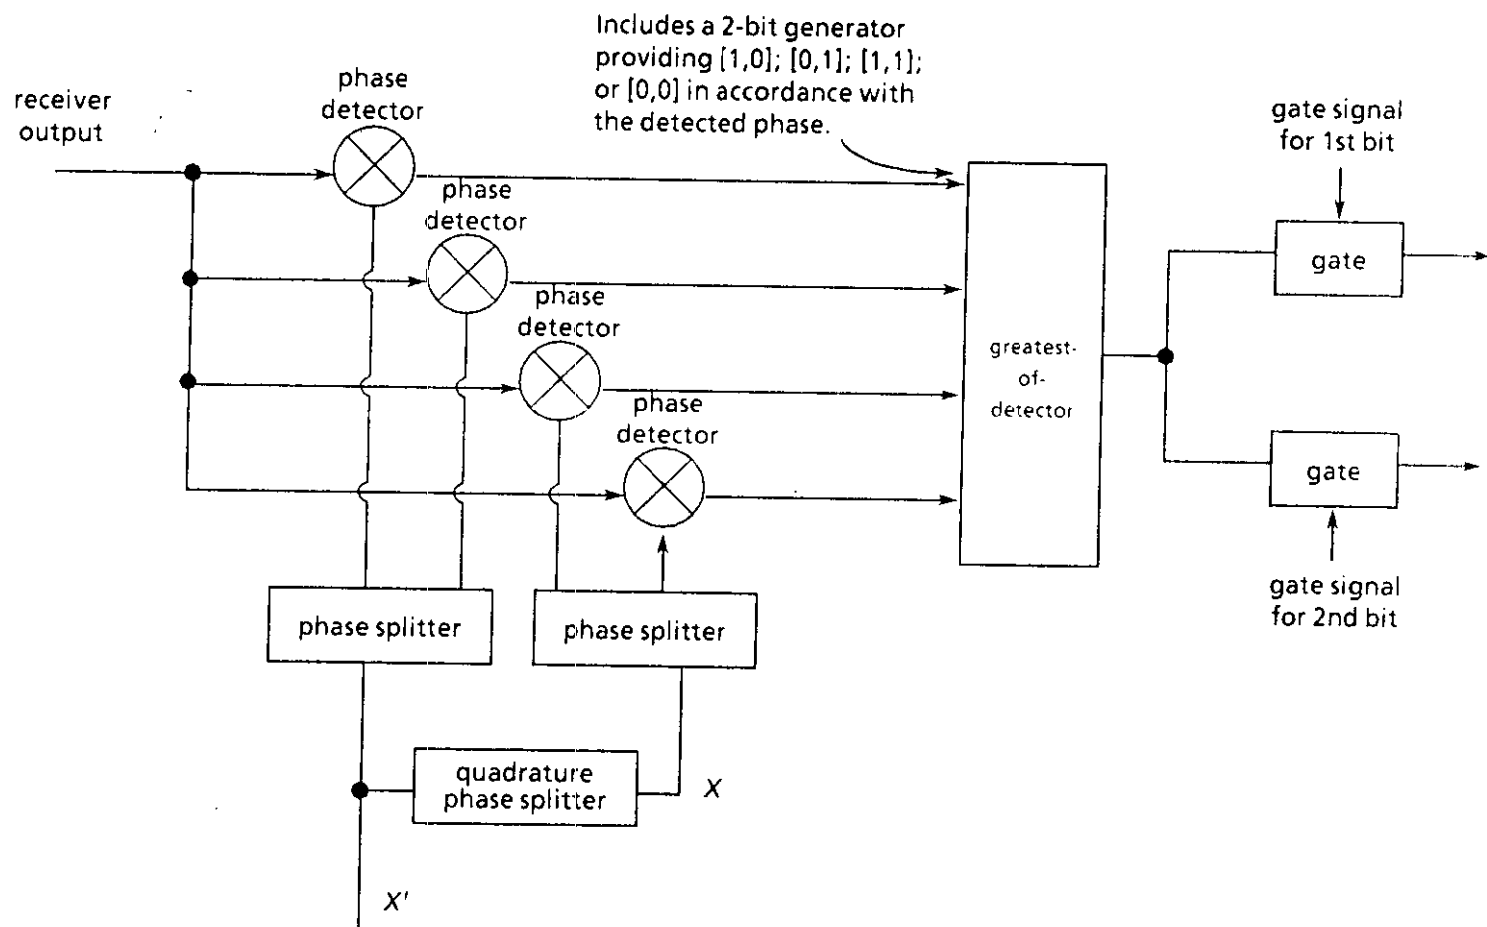 Includes a 2-bit generator
providing [1,0]; [0,1]; [1,1];
or [0,0] in accordance with
the detected phase.
receiver
output
phase
detector
phase
detector
phase
detector
phase
detector
greatest-
of-
detector
gate signal
for 1st bit
gate
gate
gate signal
for 2nd bit
phase splitter
phase splitter
quadrature
phase splitter
X
X'